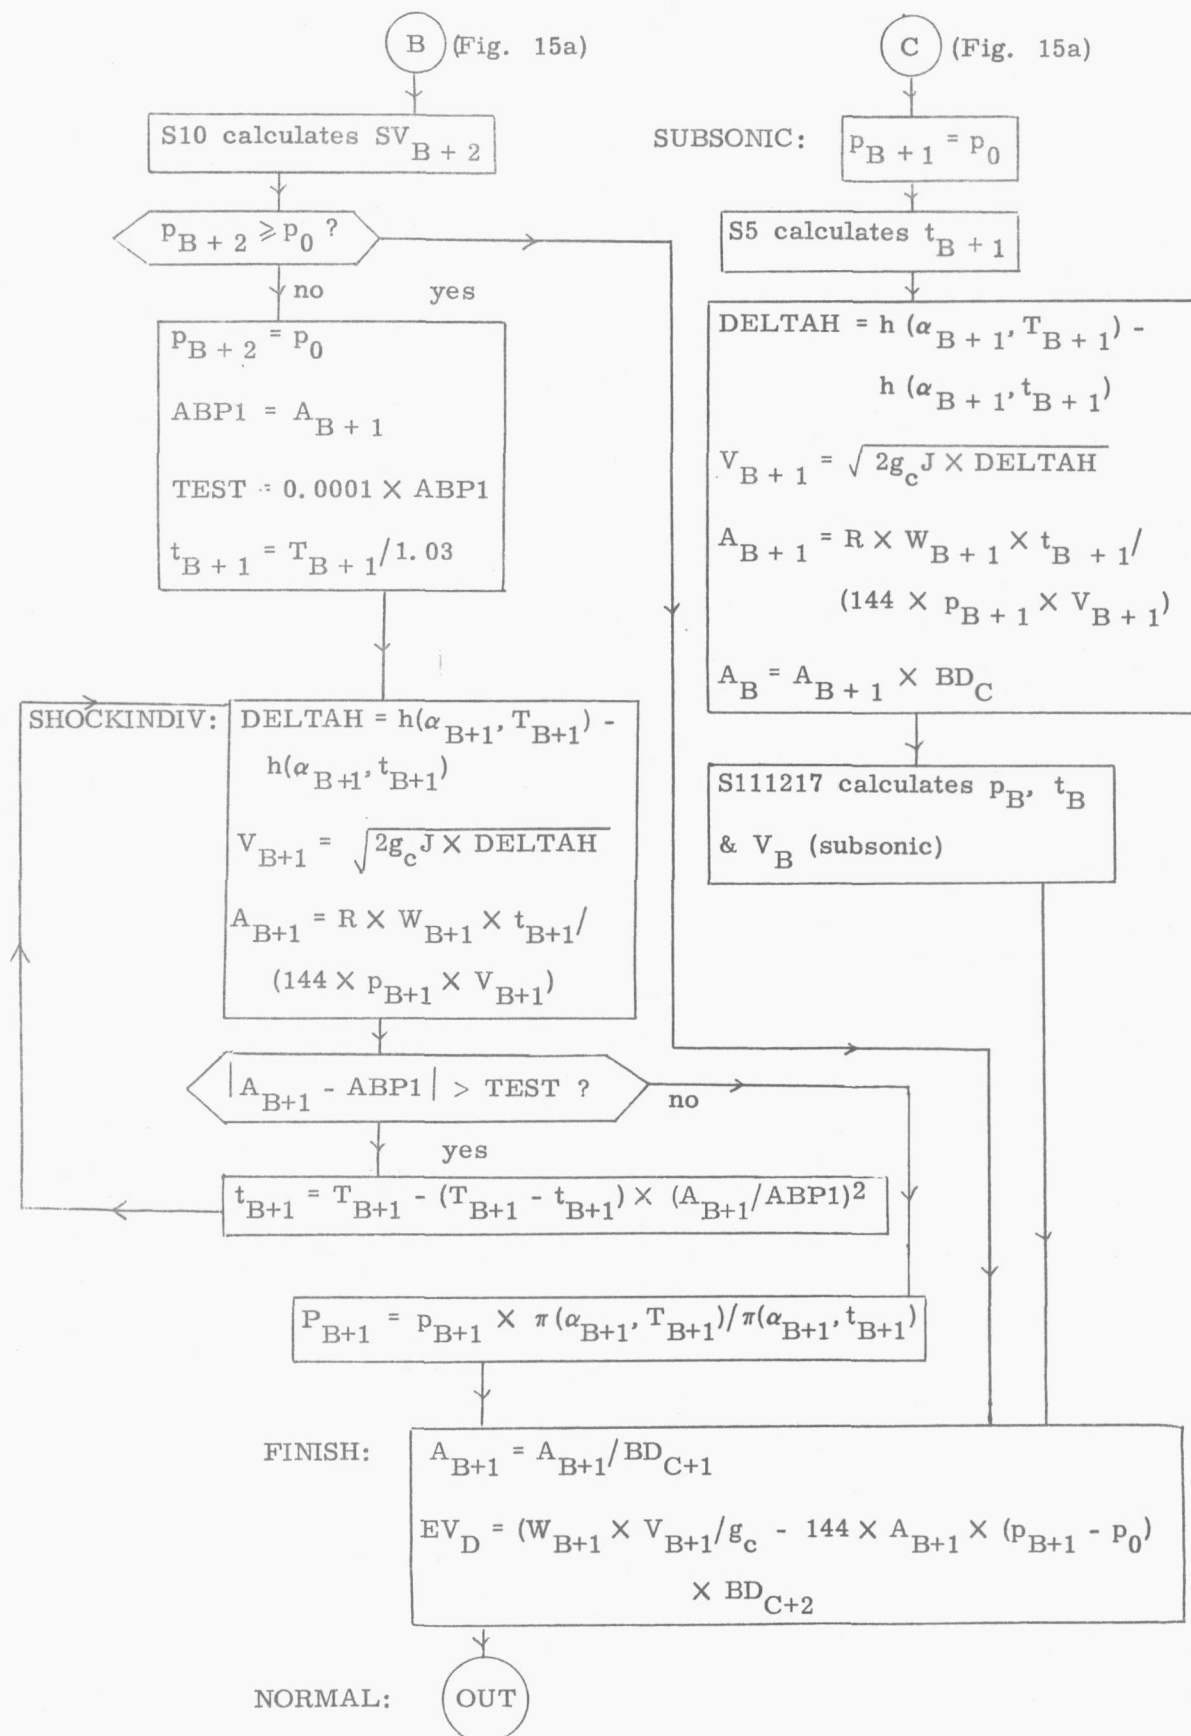 B (Fig. 15a)
S10 calculates SV_{B + 2}
p_{B + 2} ⩾ p_0 ?
no yes
p_{B + 2} = p_0
ABP1 = A_{B + 1}
TEST = 0.0001 × ABP1
t_{B + 1} = T_{B + 1}/1.03
SHOCKINDIV: DELTAH = h(α_{B+1}, T_{B+1}) -
h(α_{B+1}, t_{B+1})
V_{B+1} = √2g_c J × DELTAH
A_{B+1} = R × W_{B+1} × t_{B+1}/
(144 × p_{B+1} × V_{B+1})
|A_{B+1} - ABP1| > TEST ?
no
yes
t_{B+1} = T_{B+1} - (T_{B+1} - t_{B+1}) × (A_{B+1}/ABP1)²
P_{B+1} = p_{B+1} × π(α_{B+1}, T_{B+1})/π(α_{B+1}, t_{B+1})
C (Fig. 15a)
SUBSONIC: p_{B + 1} = p_0
S5 calculates t_{B + 1}
DELTAH = h (α_{B + 1}, T_{B + 1}) -
h (α_{B + 1}, t_{B + 1})
V_{B + 1} = √2g_c J × DELTAH
A_{B + 1} = R × W_{B + 1} × t_{B + 1}/
(144 × p_{B + 1} × V_{B + 1})
A_B = A_{B + 1} × BD_C
S111217 calculates p_B, t_B
& V_B (subsonic)
FINISH: A_{B+1} = A_{B+1}/BD_{C+1}
EV_D = (W_{B+1} × V_{B+1}/g_c - 144 × A_{B+1} × (p_{B+1} - p_0)
× BD_{C+2}
NORMAL: OUT